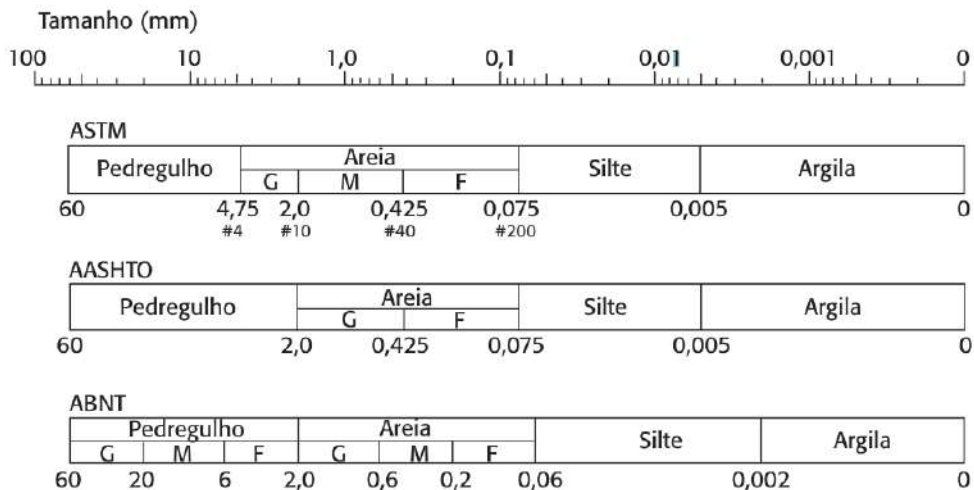 Tamanho (mm)
100 10 1,0 0,1 0,01 0,001 0
ASTM
Pedregulho Areia Silte Argila
G M F
60 4,75 2,0 0,425 0,075 0,005 0
#4 #10 #40 #200
AASHTO
Pedregulho Areia Silte Argila
G F
60 2,0 0,425 0,075 0,005 0
ABNT
Pedregulho Areia Silte Argila
G M F G M F
60 20 6 2,0 0,6 0,2 0,06 0,002 0